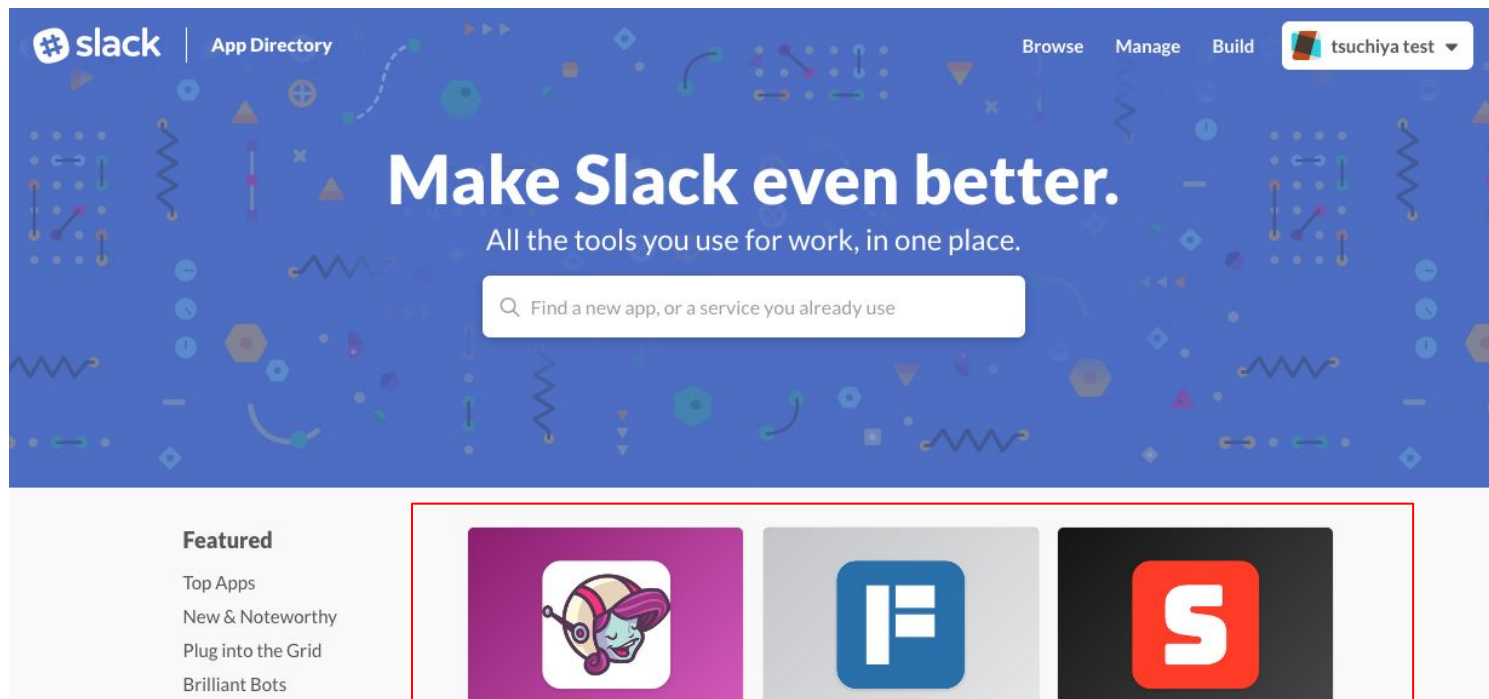 slack
App Directory
Browse
Manage
Build
tsuchiya test
Make Slack even better.
All the tools you use for work, in one place.
Find a new app, or a service you already use
Featured
Top Apps
New & Noteworthy
Plug into the Grid
Brilliant Bots
F
S